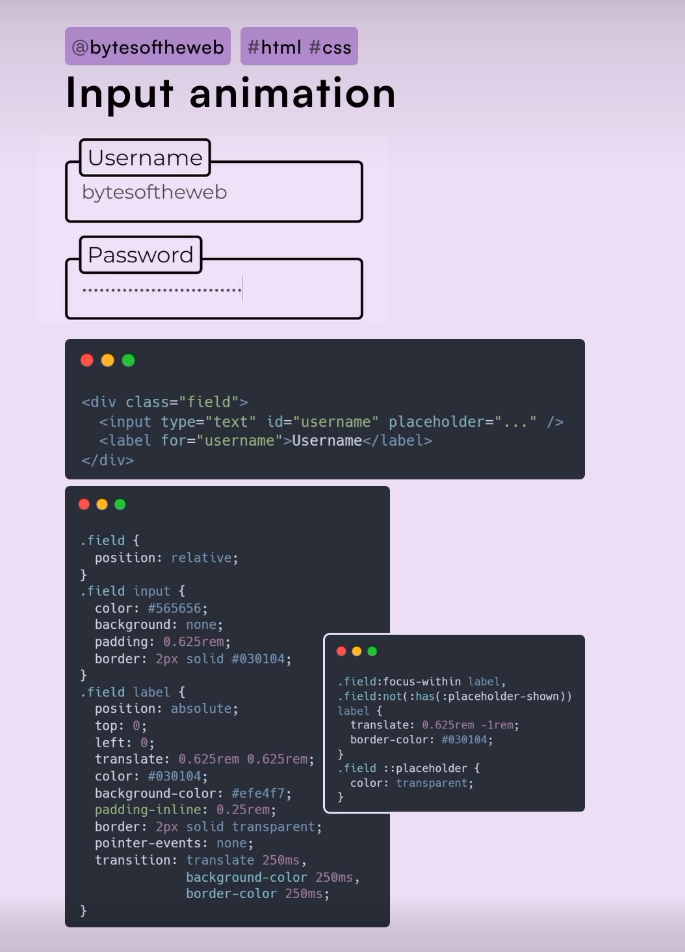 @bytesoftheweb #html #css
Input animation
Username
bytesoftheweb
Password
<div class="field">
  <input type="text" id="username" placeholder="..." />
  <label for="username">Username</label>
</div>
.field {
  position: relative;
}
.field input {
  color: #565656;
  background: none;
  padding: 0.625rem;
  border: 2px solid #030104;
}
.field label {
  position: absolute;
  top: 0;
  left: 0;
  translate: 0.625rem 0.625rem;
  color: #030104;
  background-color: #efe4f7;
  padding-inline: 0.25rem;
  border: 2px solid transparent;
  pointer-events: none;
  transition: translate 250ms,
              background-color 250ms,
              border-color 250ms;
}
.field:focus-within label,
.field:not(:has(:placeholder-shown))
label {
  translate: 0.625rem -1rem;
  border-color: #030104;
}
.field ::placeholder {
  color: transparent;
}